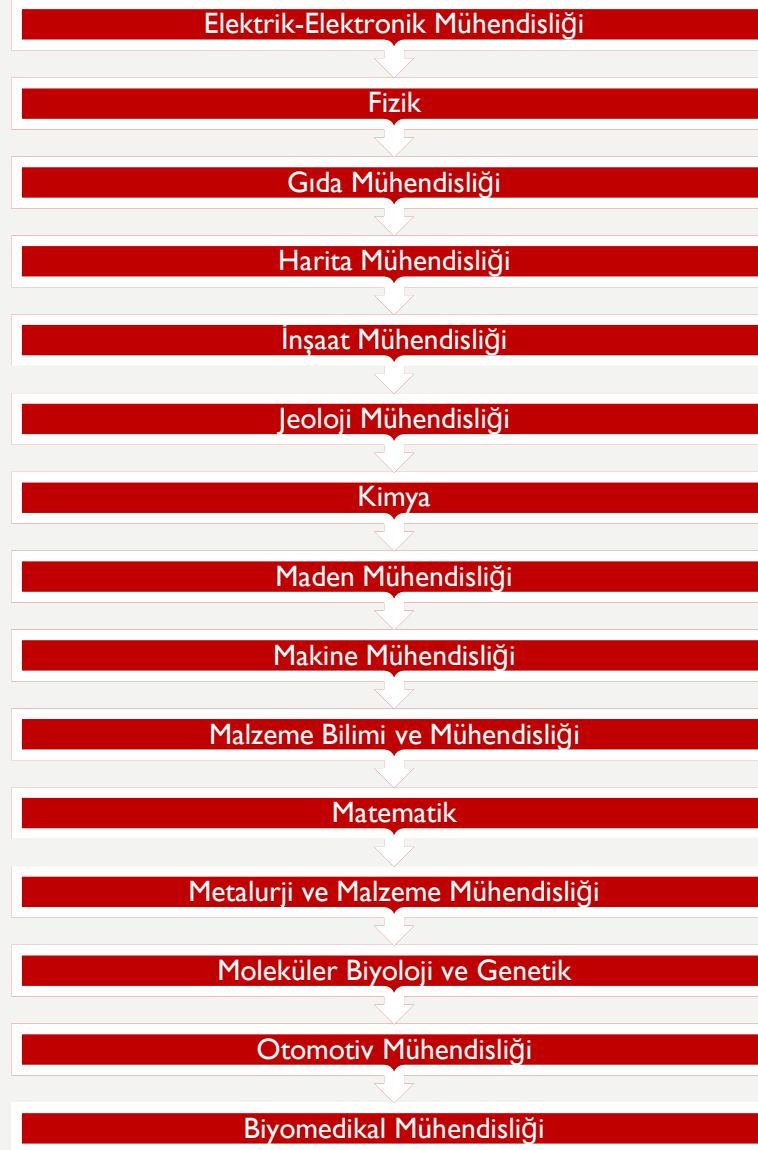 Elektrik-Elektronik Mühendisliği
Fizik
Gıda Mühendisliği
Harita Mühendisliği
İnşaat Mühendisliği
Jeoloji Mühendisliği
Kimya
Maden Mühendisliği
Makine Mühendisliği
Malzeme Bilimi ve Mühendisliği
Matematik
Metalurji ve Malzeme Mühendisliği
Moleküler Biyoloji ve Genetik
Otomotiv Mühendisliği
Biyomedikal Mühendisliği